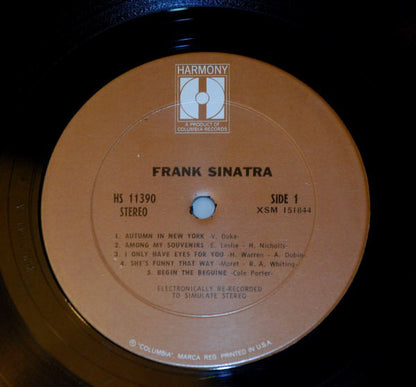 HARMONY
H
A PRODUCT OF
COLUMBIA RECORDS
FRANK SINATRA
HS 11390 SIDE 1
STEREO XSM 151044
1. AUTUMN IN NEW YORK V. Duke
2. AMONG MY SOUVENIRS E. Leslie - H. Nicholls
3. I ONLY HAVE EYES FOR YOU -H. Warren - A. Dubin
4. SHE'S FUNNY THAT WAY -Moret - R. A. Whiting-
5. BEGIN THE BEGUINE -Cole Porter-
ELECTRONICALLY RE-RECORDED
TO SIMULATE STEREO
Ⓒ "COLUMBIA", MARCA REG. PRINTED IN U.S.A.